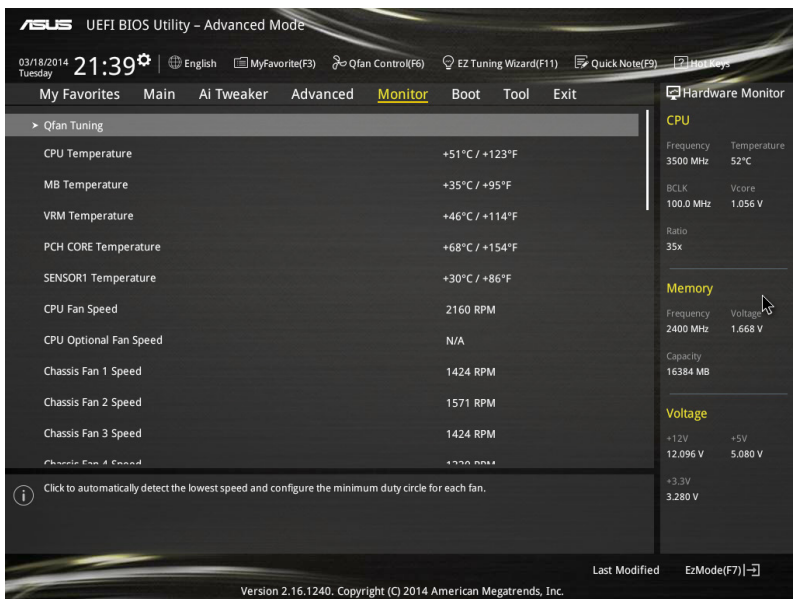 ASUS UEFI BIOS Utility – Advanced Mode
03/18/2014 Tuesday 21:39 English MyFavorite(F3) Qfan Control(F6) EZ Tuning Wizard(F11) Quick Note(F9) ? Hot Keys
My Favorites Main Ai Tweaker Advanced Monitor Boot Tool Exit
> Qfan Tuning
CPU Temperature +51°C / +123°F
MB Temperature +35°C / +95°F
VRM Temperature +46°C / +114°F
PCH CORE Temperature +68°C / +154°F
SENSOR1 Temperature +30°C / +86°F
CPU Fan Speed 2160 RPM
CPU Optional Fan Speed N/A
Chassis Fan 1 Speed 1424 RPM
Chassis Fan 2 Speed 1571 RPM
Chassis Fan 3 Speed 1424 RPM
Chassis Fan 4 Speed
Hardware Monitor
CPU
Frequency Temperature
3500 MHz 52°C
BCLK Vcore
100.0 MHz 1.056 V
Ratio
35x
Memory
Frequency Voltage
2400 MHz 1.668 V
Capacity
16384 MB
Voltage
+12V +5V
12.096 V 5.080 V
+3.3V
3.280 V
Click to automatically detect the lowest speed and configure the minimum duty circle for each fan.
Last Modified EzMode(F7)
Version 2.16.1240. Copyright (C) 2014 American Megatrends, Inc.